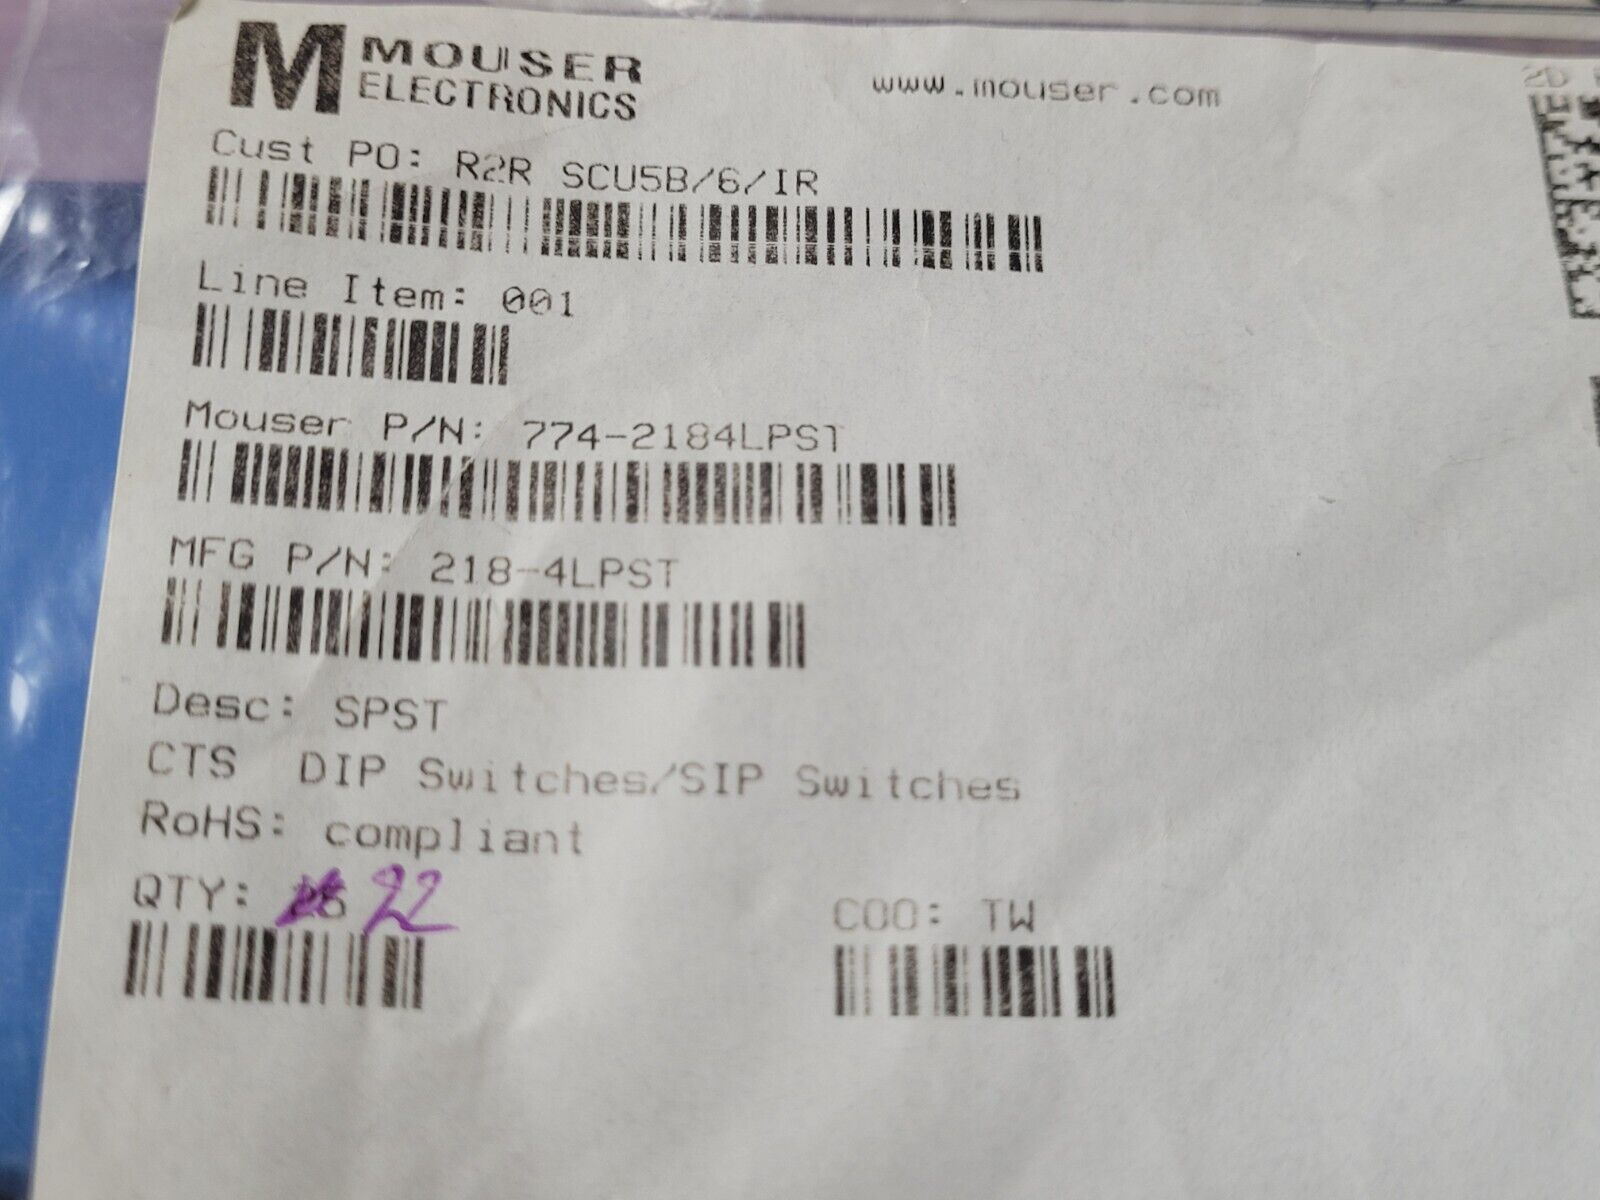 M MOUSER
ELECTRONICS
www.mouser.com
2D
Cust PO: R2R SCU5B/6/IR
Line Item: 001
Mouser P/N: 774-2184LPST
MFG P/N: 218-4LPST
Desc: SPST
CTS DIP Switches/SIP Switches
RoHS: compliant
QTY: 22
COO: TW